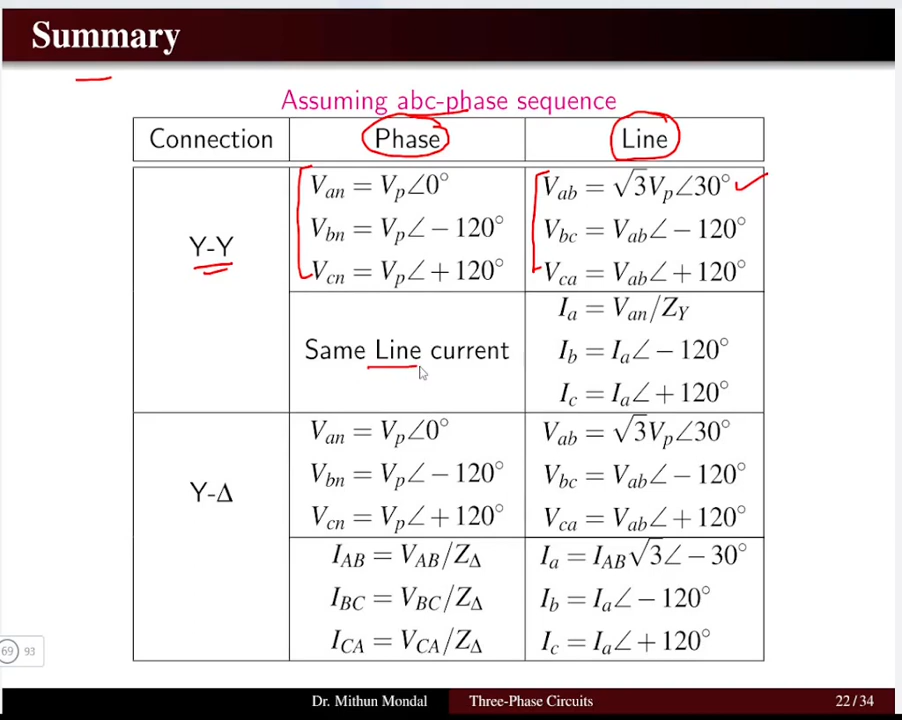 Summary
Assuming abc-phase sequence
Connection Phase Line
Y-Y
V_an = V_p∠0° V_ab = √3V_p∠30°
V_bn = V_p∠−120° V_bc = V_ab∠−120°
V_cn = V_p∠+120° V_ca = V_ab∠+120°
Same Line current
I_a = V_an/Z_Y
I_b = I_a∠−120°
I_c = I_a∠+120°
Y-Δ
V_an = V_p∠0° V_ab = √3V_p∠30°
V_bn = V_p∠−120° V_bc = V_ab∠−120°
V_cn = V_p∠+120° V_ca = V_ab∠+120°
I_AB = V_AB/Z_Δ I_a = I_AB√3∠−30°
I_BC = V_BC/Z_Δ I_b = I_a∠−120°
I_CA = V_CA/Z_Δ I_c = I_a∠+120°
69 93
Dr. Mithun Mondal Three-Phase Circuits 22/34